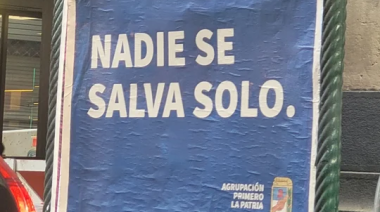 NADIE SE
SALVA SOLO.
AGRUPACIÓN
PRIMERO
LA PATRIA